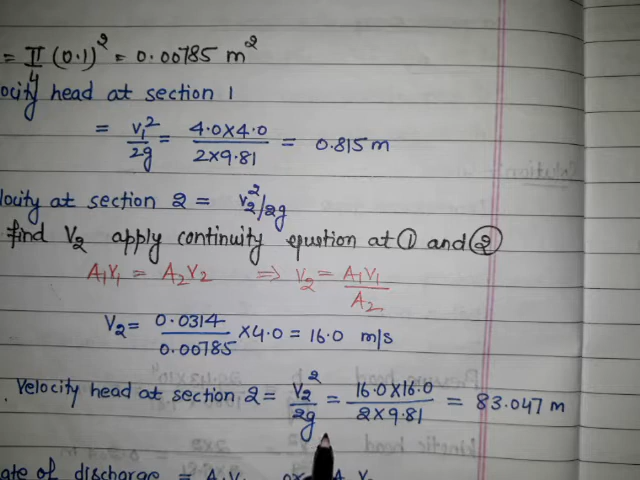 = π/4 (0.1)² = 0.00785 m²
ocity head at section 1
= V₁²/2g = 4.0×4.0/2×9.81 = 0.815 m
locity at section 2 = V₂²/2g
find V₂ apply continuity equstion at ① and ②
A₁V₁ = A₂V₂ ⇒ V₂ = A₁V₁/A₂
V₂ = 0.0314/0.00785 ×4.0 = 16.0 m/s
. Velocity head at section 2 = V₂²/2g = 16.0×16.0/2×9.81 = 83.047 m
ate of discharge = A₁V₁